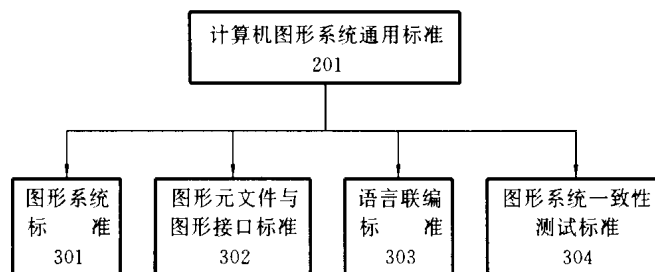 计算机图形系统通用标准
201
图形系统
标准
301
图形元文件与
图形接口标准
302
语言联编
标准
303
图形系统一致性
测试标准
304